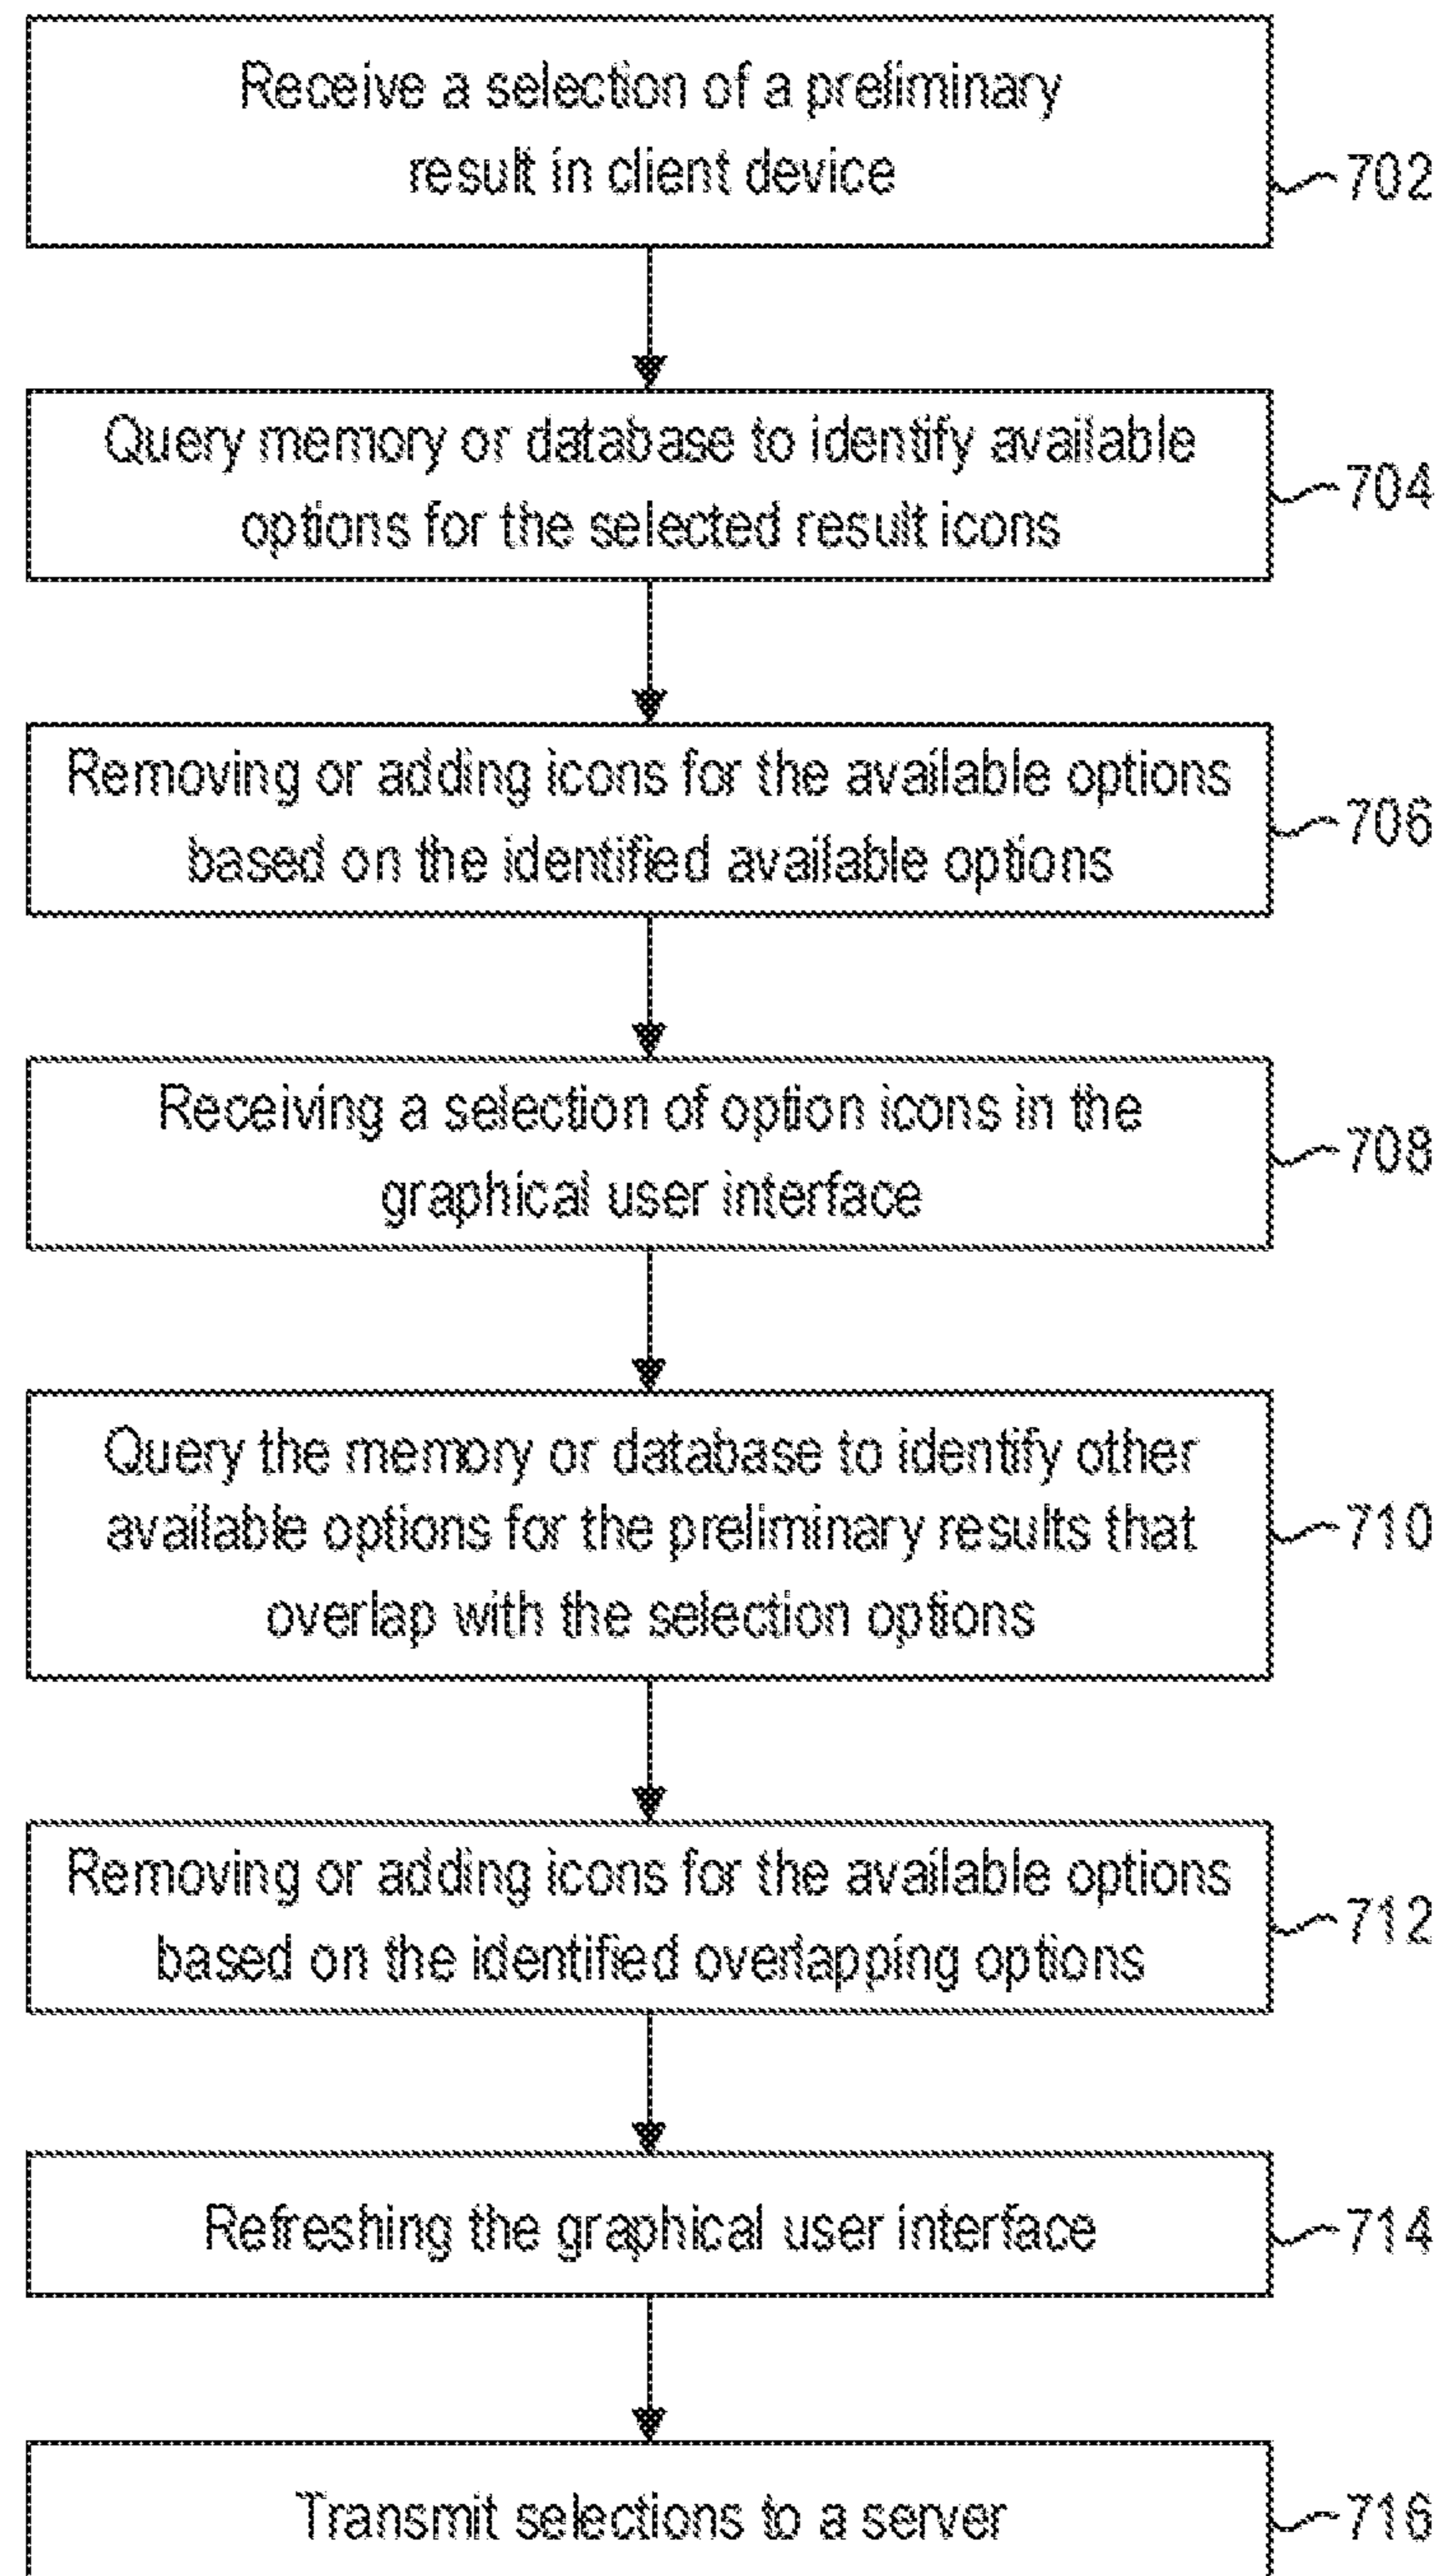 Receive a selection of a preliminary
result in client device
702
Query memory or database to identify available
options for the selected result icons
704
Removing or adding icons for the available options
based on the identified available options
706
Receiving a selection of option icons in the
graphical user interface
708
Query the memory or database to identify other
available options for the preliminary results that
overlap with the selection options
710
Removing or adding icons for the available options
based on the identified overlapping options
712
Refreshing the graphical user interface
714
Transmit selections to a server
716